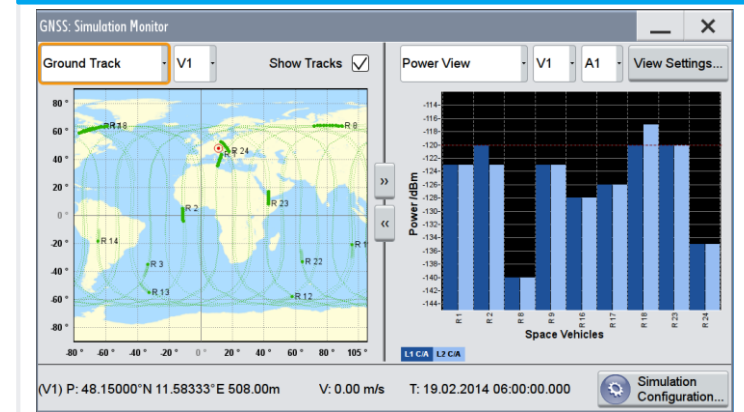 GNSS: Simulation Monitor
Ground Track V1 Show Tracks
Power View V1 A1 View Settings...
80 °
60 °
40 °
20 °
0 °
-20 °
-40 °
-60 °
-80 °
-80 ° -60 ° -40 ° -20 ° 0 ° 20 ° 40 ° 60 ° 80 ° 105 °
R 8
R 24
R 2
R 23
R 14
R 3
R 22
R 13
R 12
»
«
Power /dBm
-114
-116
-118
-120
-122
-124
-126
-128
-130
-132
-134
-136
-138
-140
-142
-144
R 1 R 2 R 8 R 9 R 16 R 17 R 18 R 23 R 24
Space Vehicles
L1 C/A L2 C/A
(V1) P: 48.15000°N 11.58333°E 508.00m V: 0.00 m/s T: 19.02.2014 06:00:00.000
Simulation
Configuration...